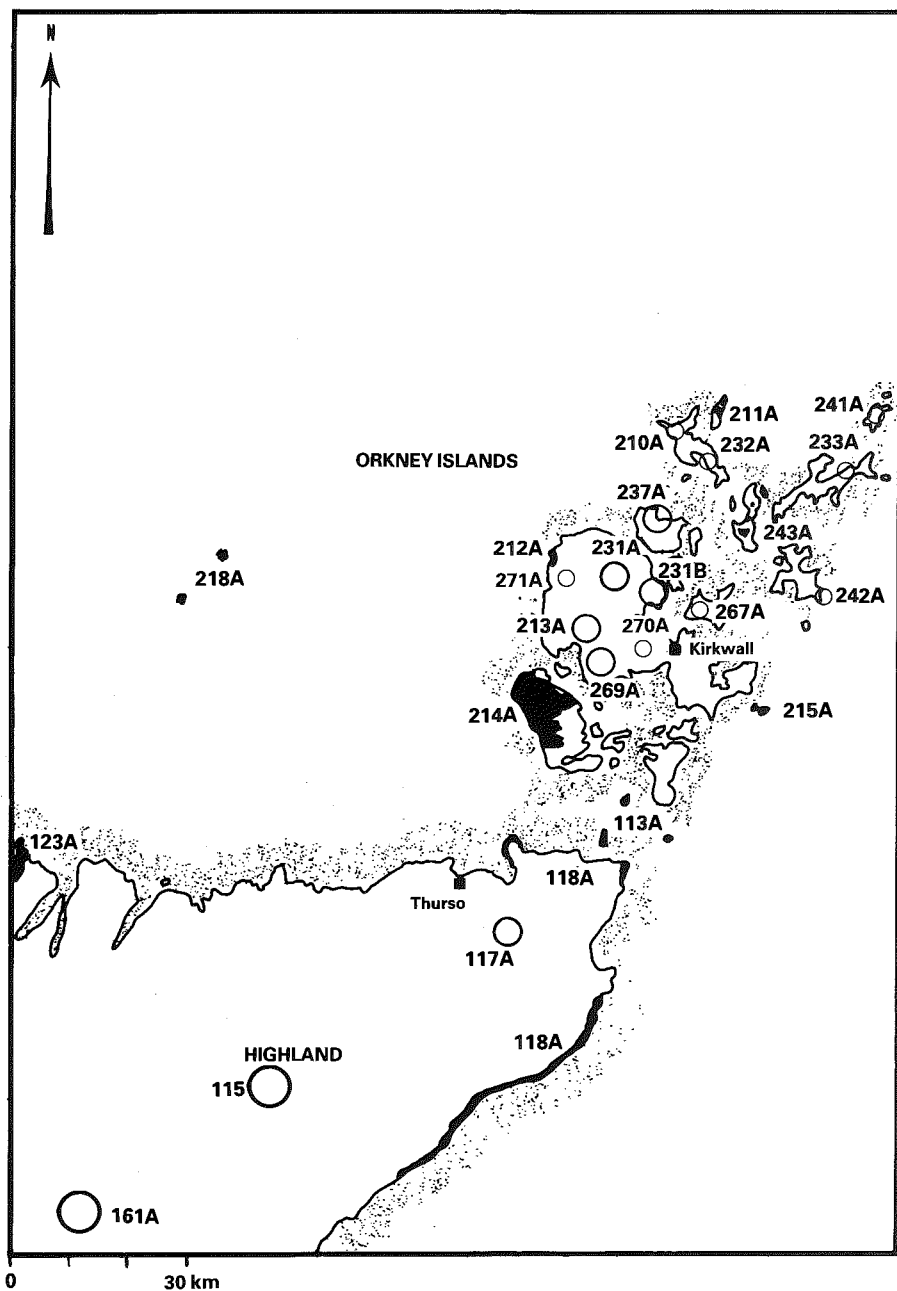 N
211A
241A
210A
232A
233A
ORKNEY ISLANDS
237A
243A
212A
231A
218A
271A
231B
242A
213A
270A
267A
Kirkwall
269A
214A
215A
123A
113A
118A
Thurso
117A
118A
HIGHLAND
115
161A
0
30 km